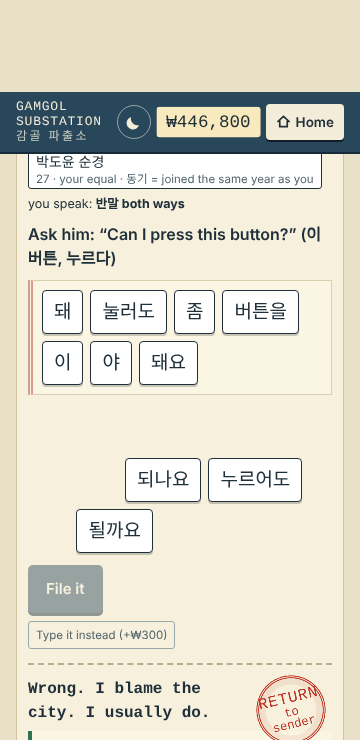 GAMGOL
SUBSTATION
감골 파출소
₩446,800
Home
박도윤 순경
27 · your equal · 동기 = joined the same year as you
you speak: 반말 both ways
Ask him: “Can I press this button?” (이
버튼, 누르다)
돼 눌러도 좀 버튼을
이 야 돼요
되나요 누르어도
될까요
File it
Type it instead (+₩300)
Wrong. I blame the
city. I usually do.
RETURN
to
sender